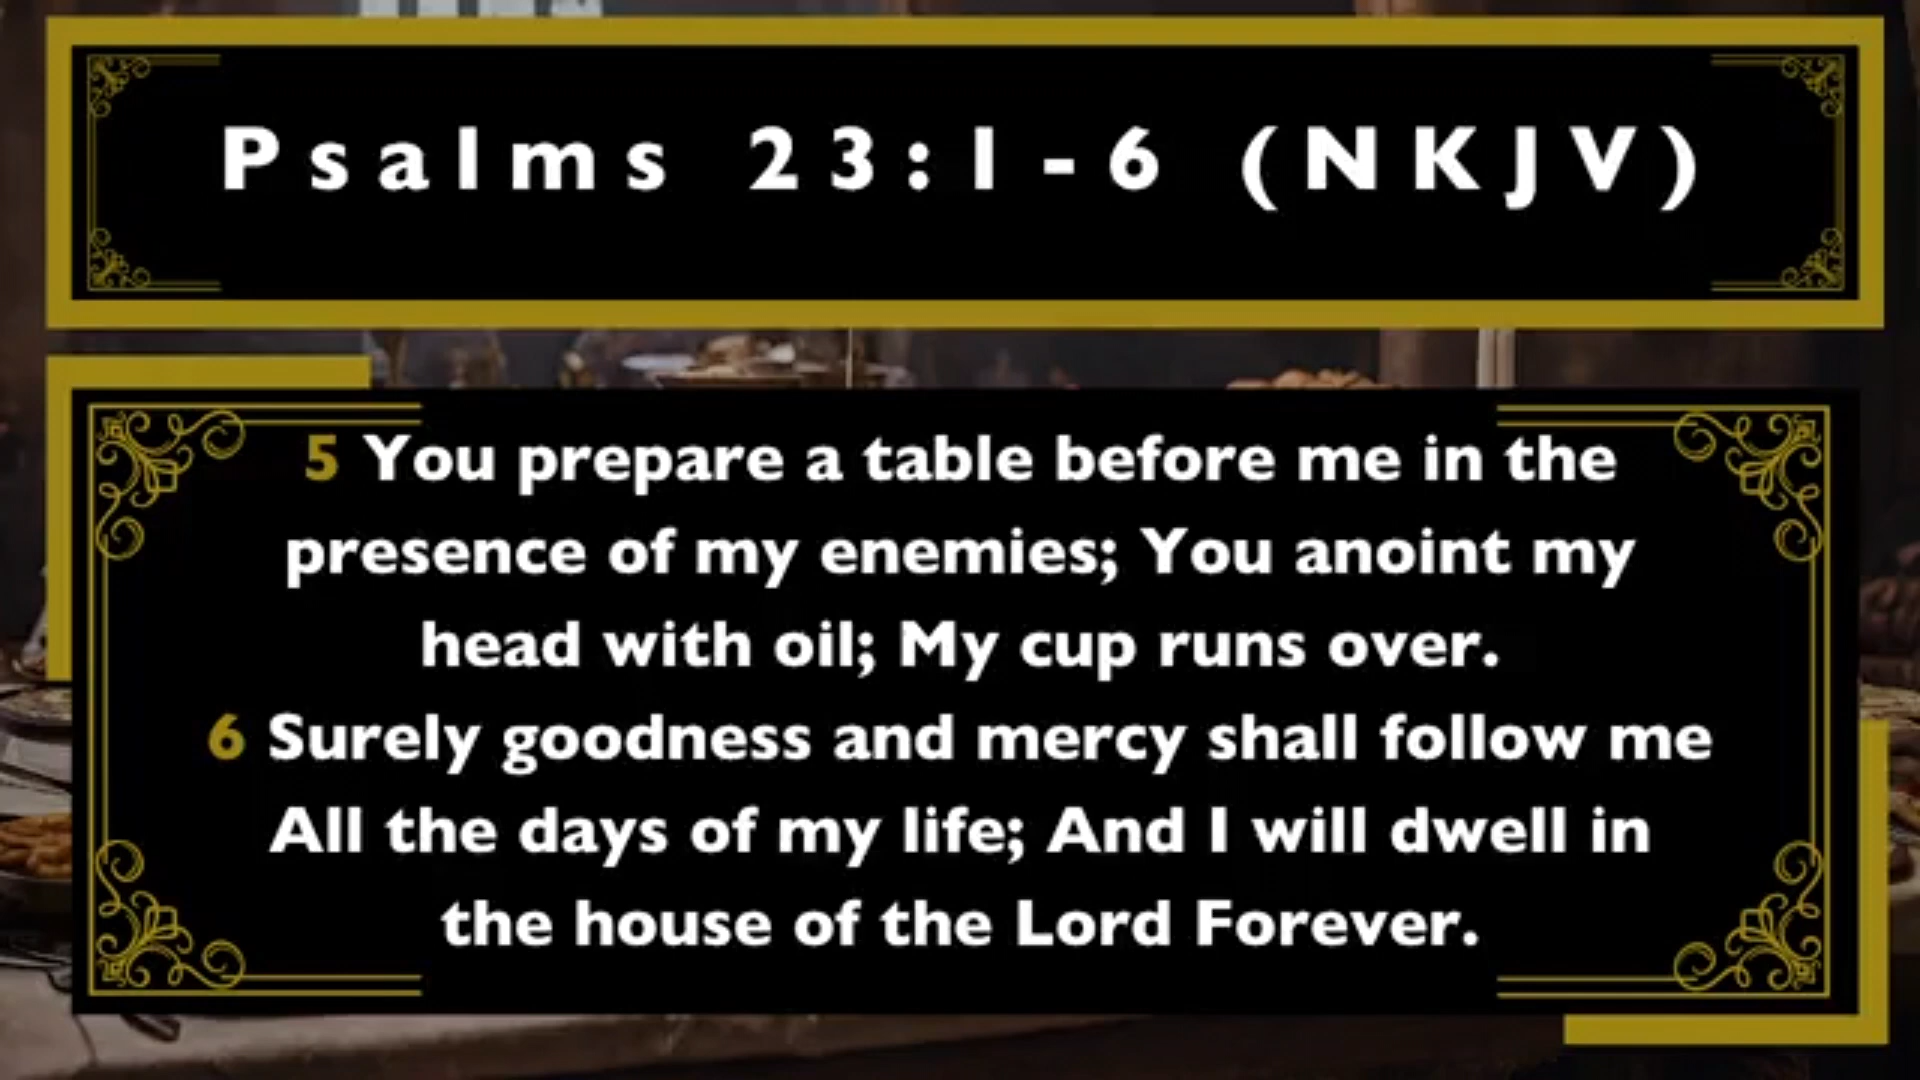 Psalms 23:1-6 (NKJV)
5 You prepare a table before me in the
presence of my enemies; You anoint my
head with oil; My cup runs over.
6 Surely goodness and mercy shall follow me
All the days of my life; And I will dwell in
the house of the Lord Forever.